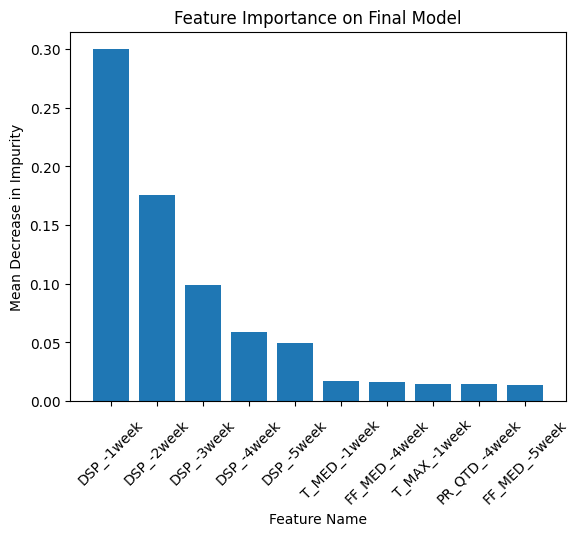 Feature Importance on Final Model
Mean Decrease in Impurity
0.30
0.25
0.20
0.15
0.10
0.05
0.00
DSP_-1week
DSP_-2week
DSP_-3week
DSP_-4week
DSP_-5week
T_MED_-1week
FF_MED_-4week
T_MAX_-1week
PR_QTD_-4week
FF_MED_-5week
Feature Name